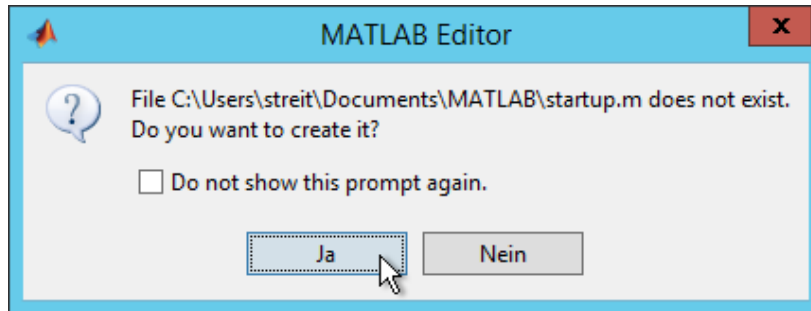 MATLAB Editor
x
File C:\Users\streit\Documents\MATLAB\startup.m does not exist.
Do you want to create it?
Do not show this prompt again.
Ja Nein